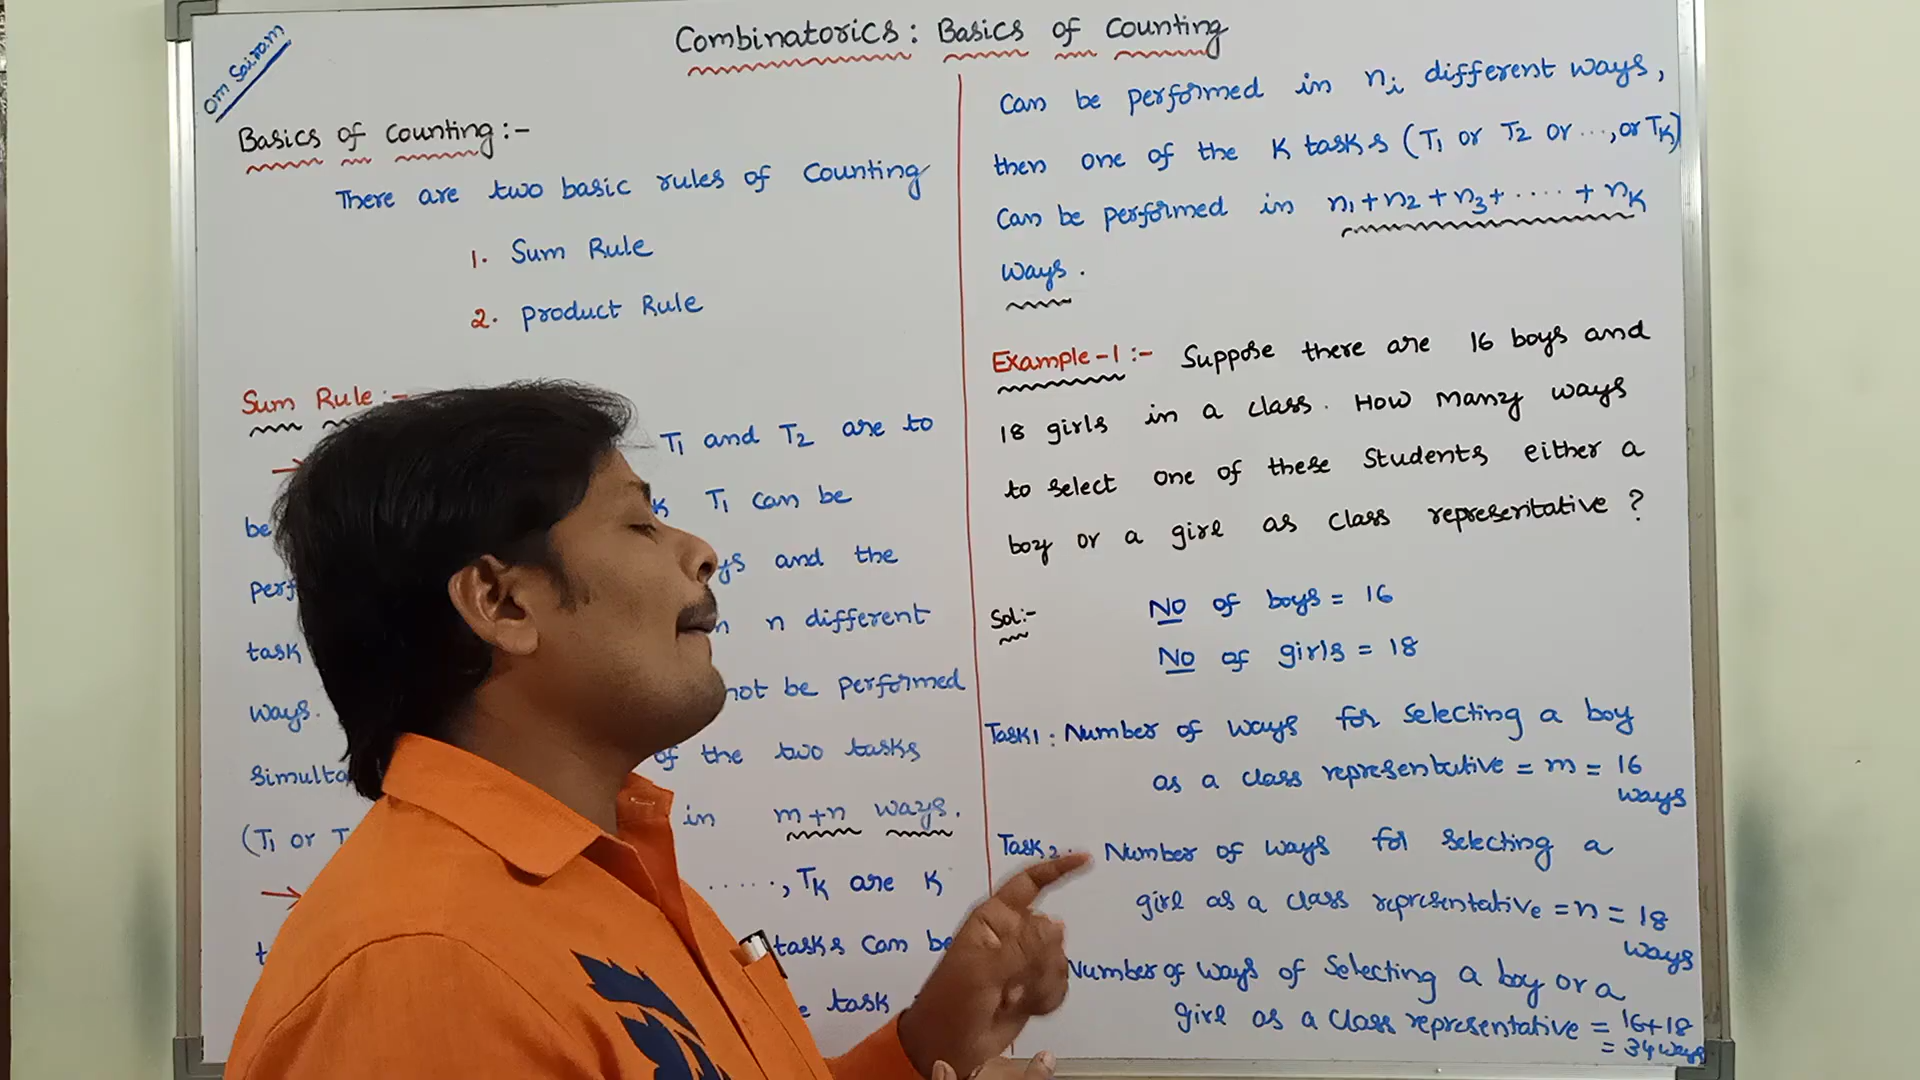 Om Sairam
Combinatorics: Basics of Counting
Basics of Counting:-
There are two basic rules of Counting
1. Sum Rule
2. Product Rule
Sum Rule:-
T1 and T2 are to
be T1 can be
and the
n different
task
ways. not be performed
of the two tasks
(T1 or in m+n ways.
....., TK are K
tasks can be
task
can be performed in ni different ways,
then one of the K tasks (T1 or T2 or ..., or TK)
can be performed in n1+n2+n3+.....+nK
ways.
Example-1:- Suppose there are 16 boys and
18 girls in a class. How many ways
to select one of these Students either a
boy or a girl as class representative?
Sol:- No of boys = 16
No of girls = 18
Task1: Number of ways for selecting a boy
as a class representative = m = 16
ways
Task2: Number of ways for selecting a
girl as a class representative = n = 18
ways
Number of ways of Selecting a boy or a
girl as a class representative = 16+18
= 34 ways